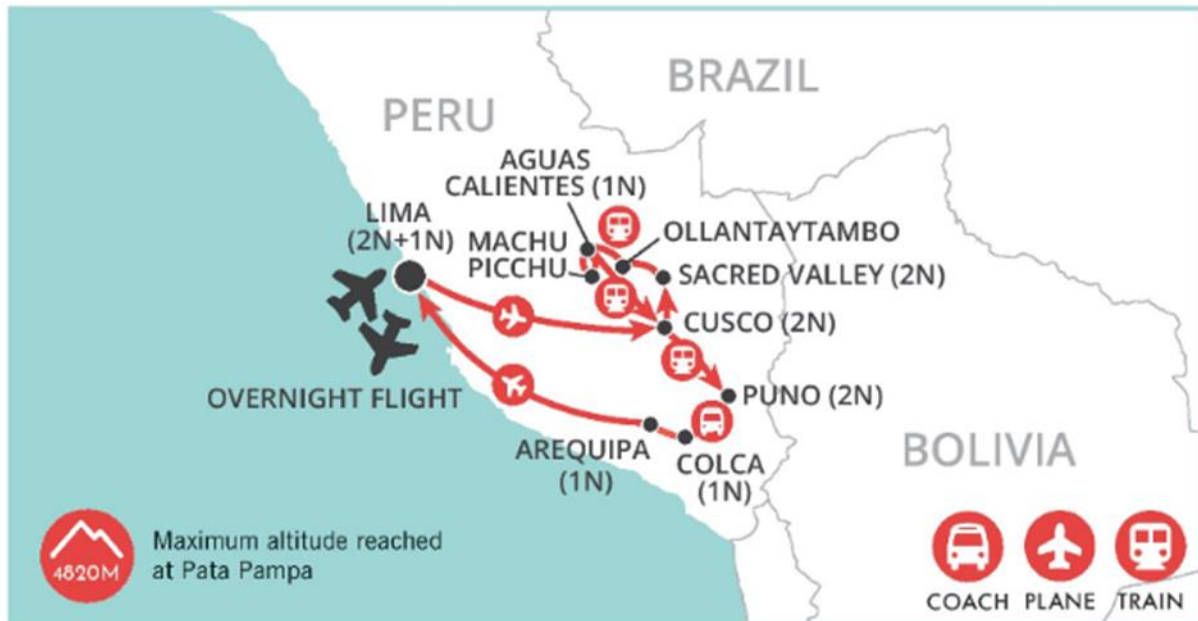 BRAZIL
PERU
AGUAS
CALIENTES (1N)
LIMA
(2N+1N)
MACHU
PICCHU
OLLANTAYTAMBO
SACRED VALLEY (2N)
CUSCO (2N)
OVERNIGHT FLIGHT
PUNO (2N)
AREQUIPA
(1N)
COLCA
(1N)
BOLIVIA
4820M
Maximum altitude reached
at Pata Pampa
COACH PLANE TRAIN